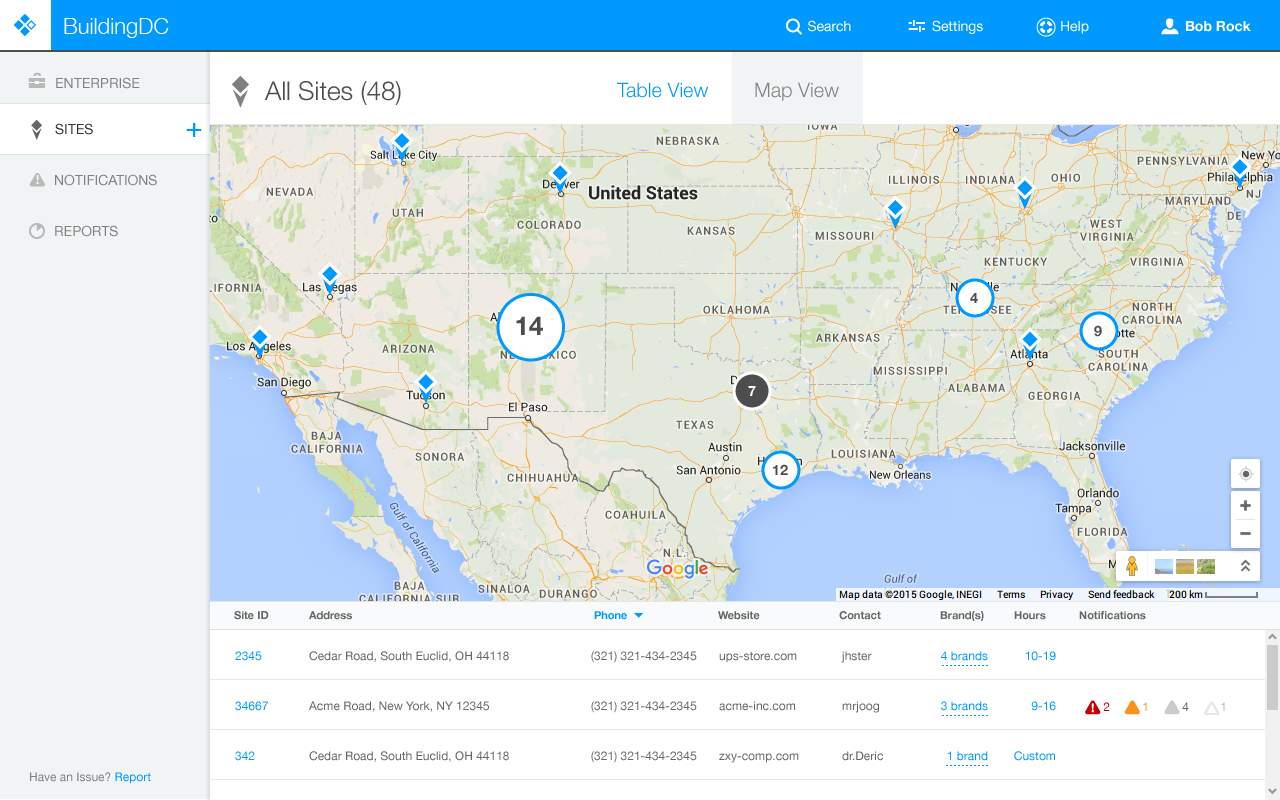 BuildingDC
Search
Settings
Help
Bob Rock
ENTERPRISE
SITES
NOTIFICATIONS
REPORTS
Have an Issue? Report
All Sites (48)
Table View
Map View
IOWA
NEBRASKA
Salt Lake City
Denver
United States
NEVADA
UTAH
COLORADO
KANSAS
MISSOURI
ILLINOIS
INDIANA
OHIO
PENNSYLVANIA
New Yo
Philadelphia
NJ
MARYLAND
DE
WEST
VIRGINIA
KENTUCKY
VIRGINIA
IFORNIA
Las Vegas
14
4
9
NORTH
CAROLINA
OKLAHOMA
ARKANSAS
Los Angeles
ARIZONA
Atlanta
SOUTH
CAROLINA
MISSISSIPPI
ALABAMA
GEORGIA
San Diego
Tucson
7
El Paso
TEXAS
BAJA
CALIFORNIA
SONORA
CHIHUAHUA
Austin
San Antonio
12
LOUISIANA
New Orleans
Jacksonville
Orlando
Tampa
FLORIDA
COAHUILA
Gulf of
California
N.L.
Google
BAJA
CALIFORNIA SUR
SINALOA
DURANGO
Gulf of
Map data ©2015 Google, INEGI
Terms
Privacy
Send feedback
200 km
Site ID
Address
Phone
Website
Contact
Brand(s)
Hours
Notifications
2345
Cedar Road, South Euclid, OH 44118
(321) 321-434-2345
ups-store.com
jhster
4 brands
10-19
34667
Acme Road, New York, NY 12345
(321) 321-434-2345
acme-inc.com
mrjoog
3 brands
9-16
2
1
4
1
342
Cedar Road, South Euclid, OH 44118
(321) 321-434-2345
zxy-comp.com
dr.Deric
1 brand
Custom